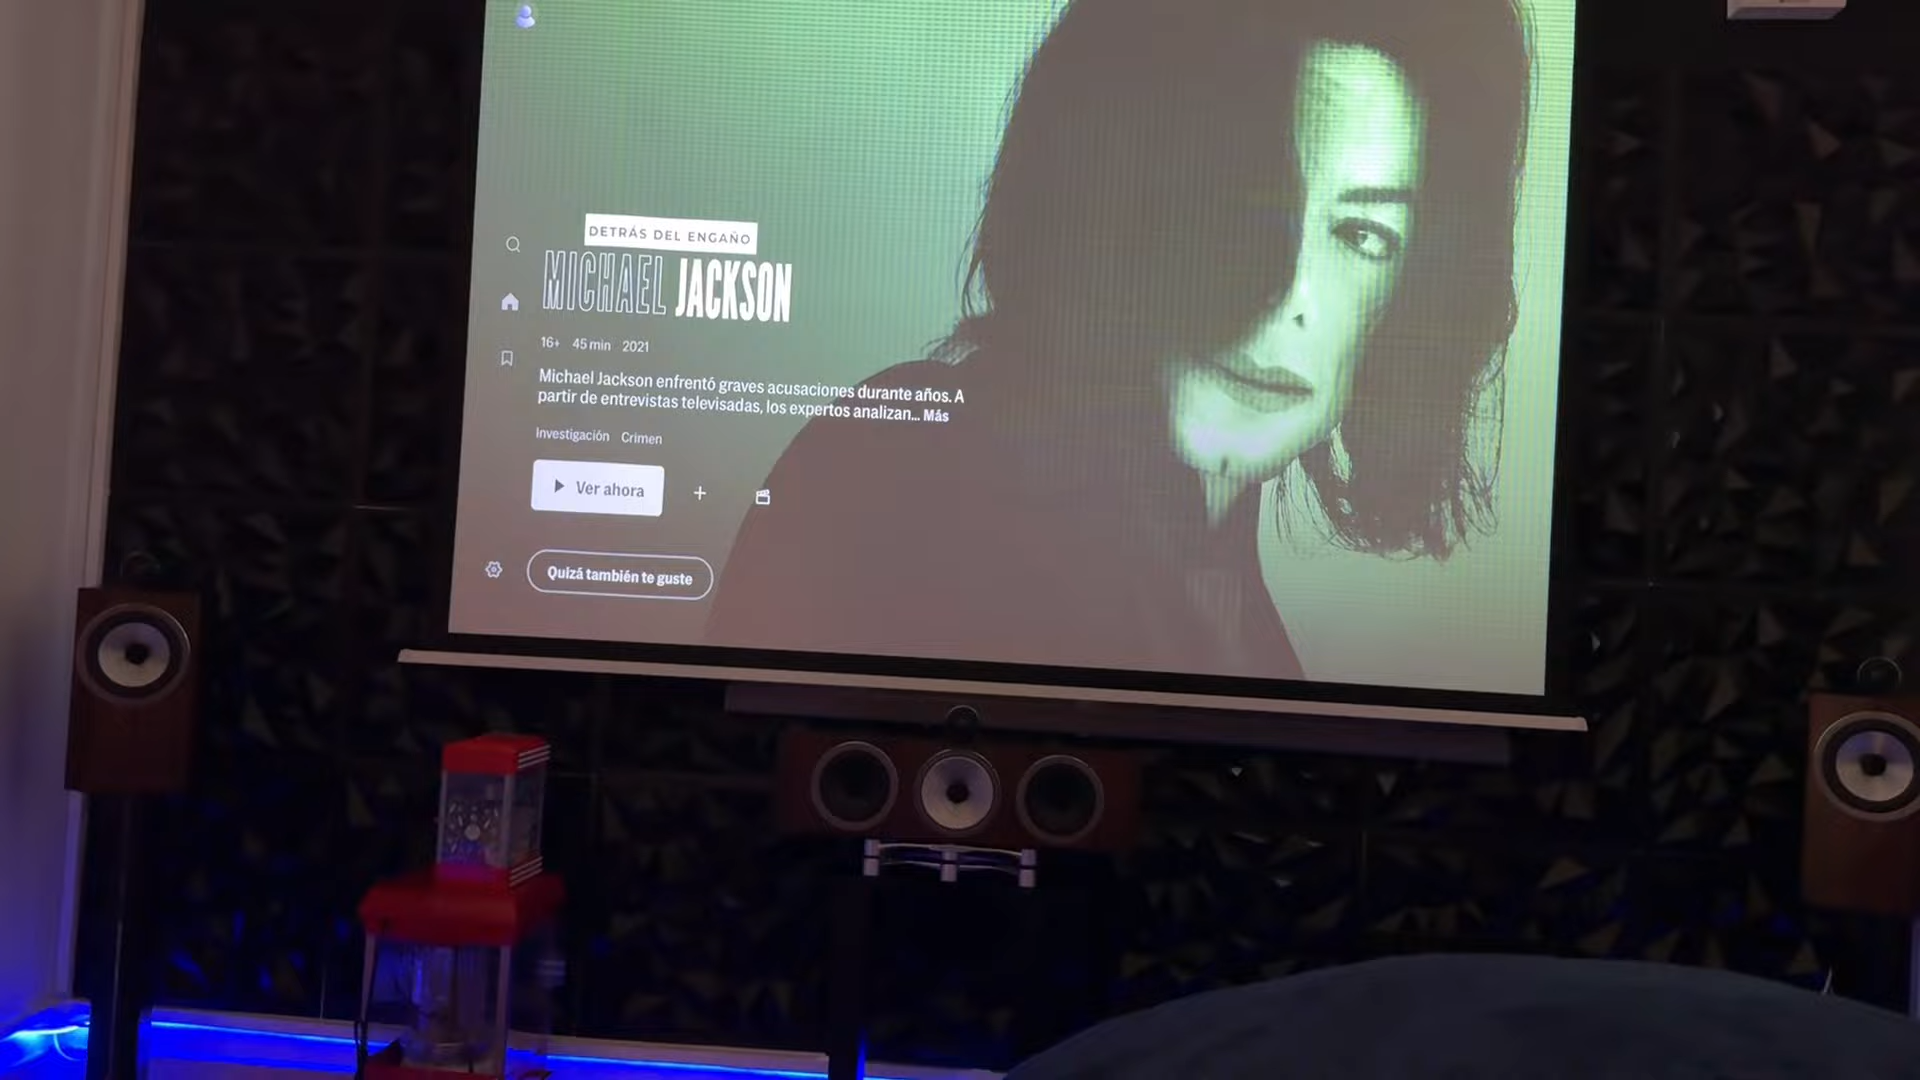 DETRÁS DEL ENGAÑO
MICHAEL JACKSON
16+ 45 min 2021
Michael Jackson enfrentó graves acusaciones durante años. A
partir de entrevistas televisadas, los expertos analizan... Más
Investigación Crimen
Ver ahora
Quizá también te guste